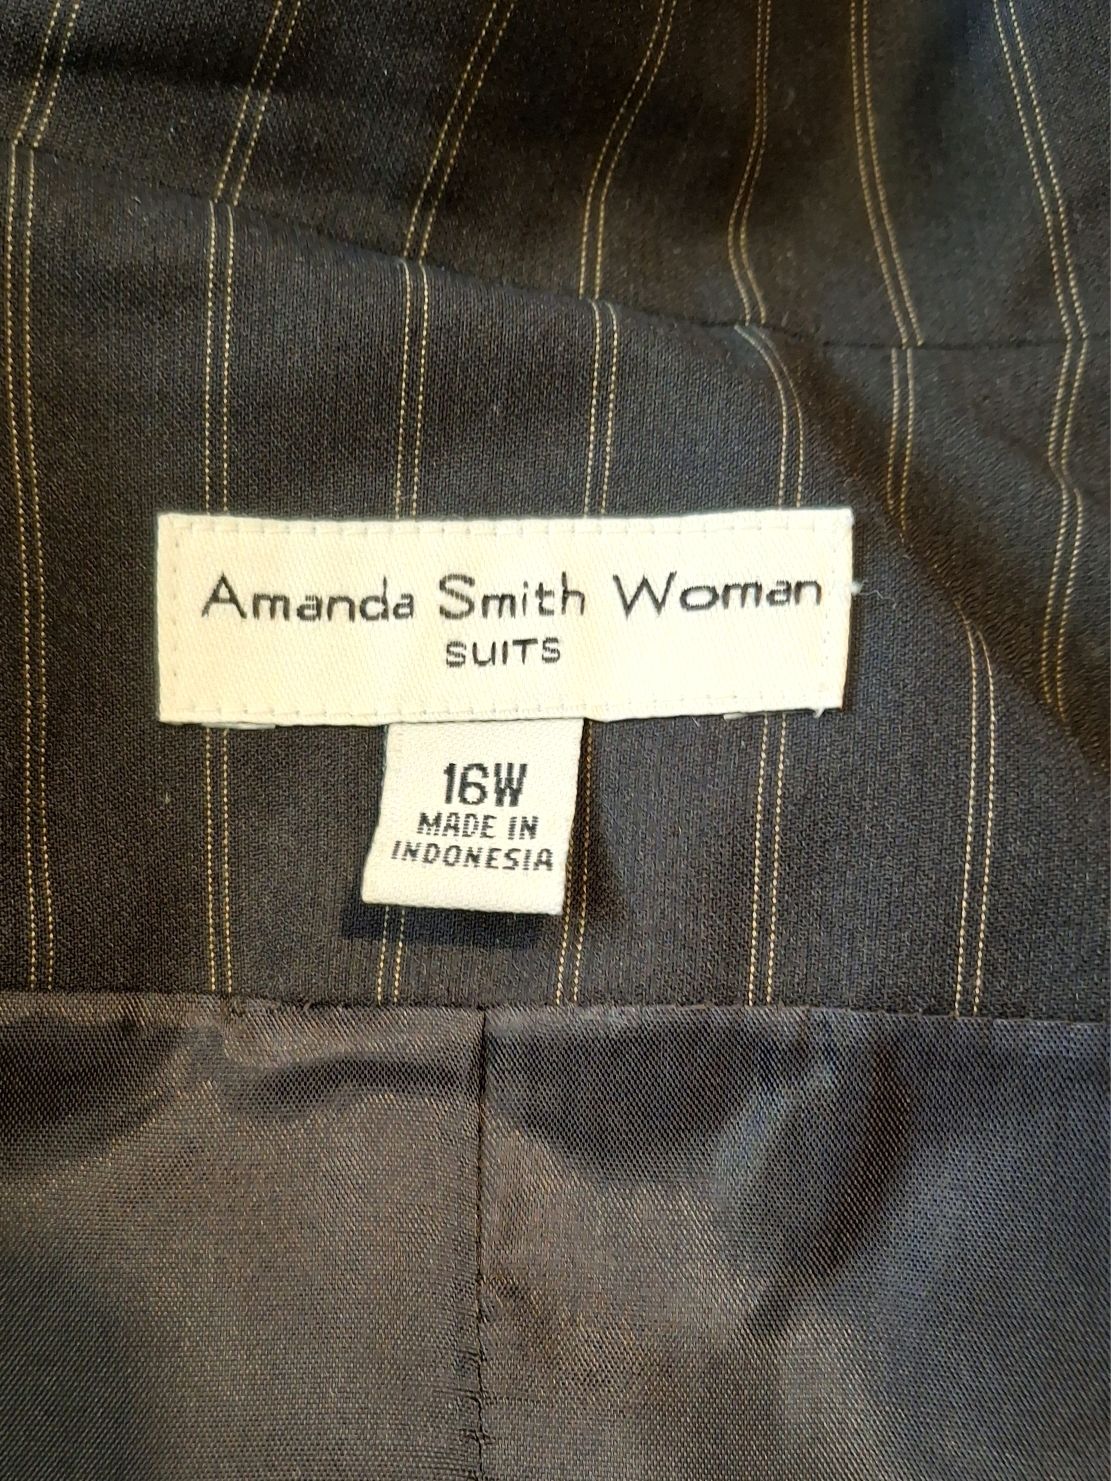 Amanda Smith Woman
SUITS
16W
MADE IN
INDONESIA